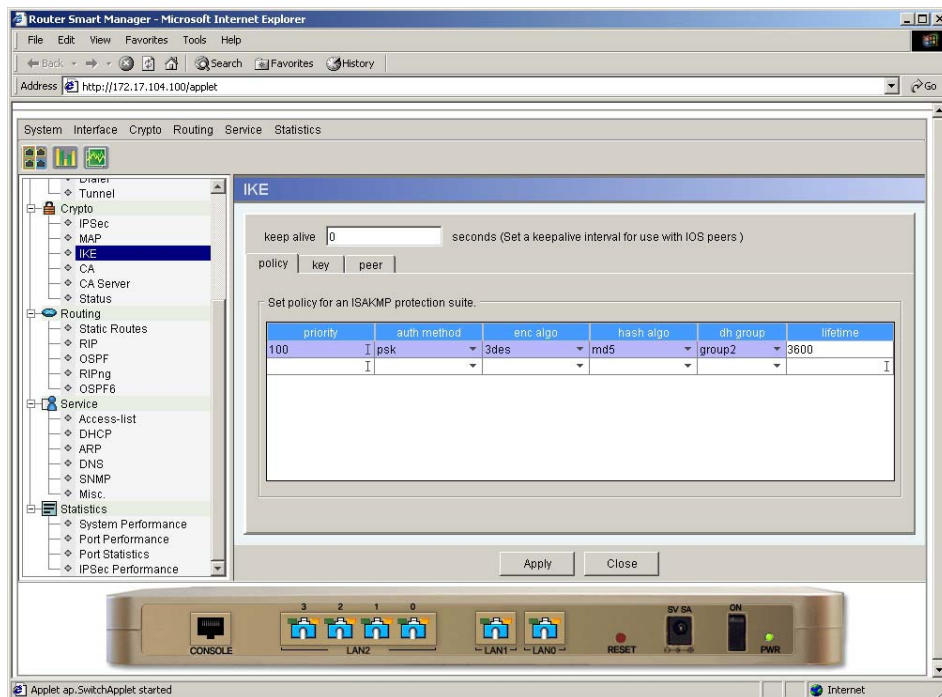 Router Smart Manager - Microsoft Internet Explorer
File Edit View Favorites Tools Help
Back Search Favorites History
Address http://172.17.104.100/applet Go
System Interface Crypto Routing Service Statistics
Dialer
Tunnel
Crypto
IPSec
MAP
IKE
CA
CA Server
Status
Routing
Static Routes
RIP
OSPF
RIPng
OSPF6
Service
Access-list
DHCP
ARP
DNS
SNMP
Misc.
Statistics
System Performance
Port Performance
Port Statistics
IPSec Performance
IKE
keep alive 0 seconds (Set a keepalive interval for use with IOS peers )
policy key peer
Set policy for an ISAKMP protection suite.
priority auth method enc algo hash algo dh group lifetime
100 psk 3des md5 group2 3600
Apply Close
3 2 1 0 5V 5A ON
CONSOLE LAN2 LAN1 LAN0 RESET PWR
Applet ap.SwitchApplet started Internet